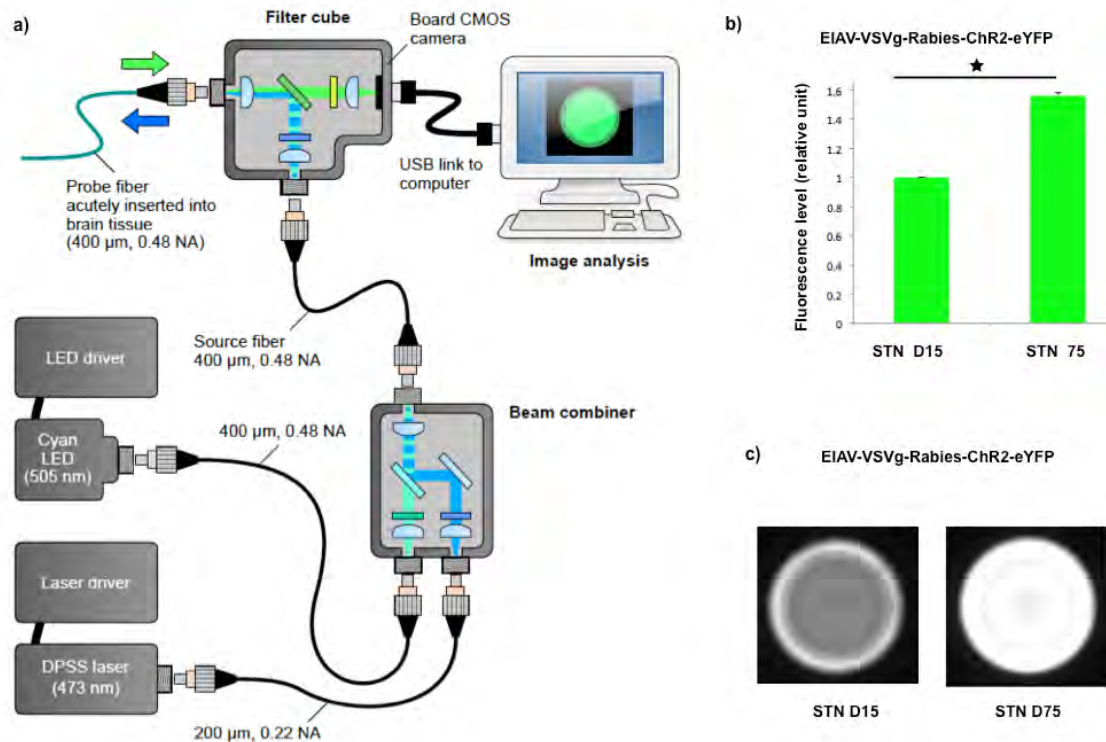 a)
Filter cube
Board CMOS
camera
Probe fiber
acutely inserted into
brain tissue
(400 µm, 0.48 NA)
USB link to
computer
Image analysis
Source fiber
400 µm, 0.48 NA
LED driver
Cyan
LED
(505 nm)
400 µm, 0.48 NA
Beam combiner
Laser driver
DPSS laser
(473 nm)
200 µm, 0.22 NA
b)
EIAV-VSVg-Rabies-ChR2-eYFP
Fluorescence level (relative unit)
1.6
1.4
1.2
1
0.8
0.6
0.4
0.2
0
STN D15
STN 75
c)
EIAV-VSVg-Rabies-ChR2-eYFP
STN D15
STN D75